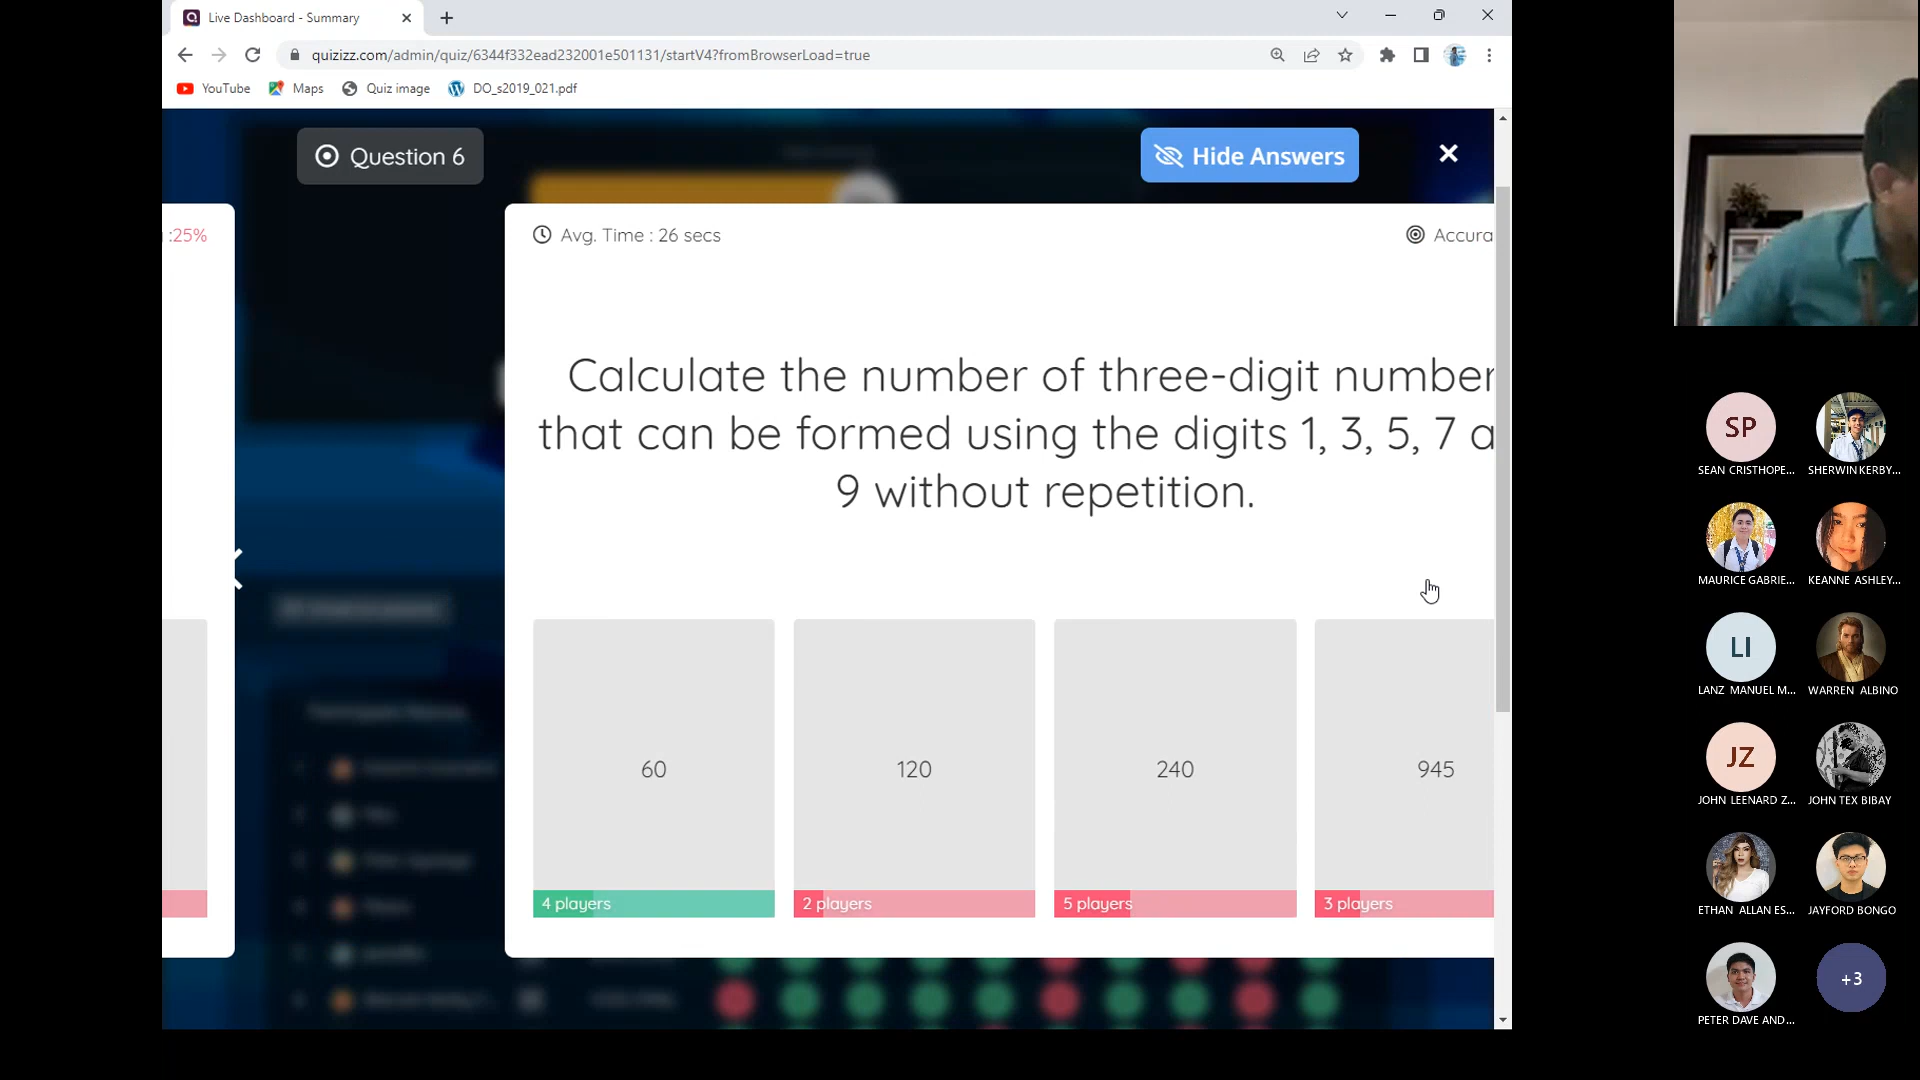 Live Dashboard - Summary
quizizz.com/admin/quiz/6344f332ead232001e501131/startV4?fromBrowserLoad=true
YouTube
Maps
Quiz image
DO_s2019_021.pdf
Question 6
Hide Answers
:25%
Avg. Time : 26 secs
Accura
Calculate the number of three-digit number
that can be formed using the digits 1, 3, 5, 7 a
9 without repetition.
60
120
240
945
4 players
2 players
5 players
3 players
SP
SEAN CRISTHOPE...
SHERWIN KERBY...
MAURICE GABRIE...
KEANNE ASHLEY...
LI
LANZ MANUEL M...
WARREN ALBINO
JZ
JOHN LEENARD Z...
JOHN TEX BIBAY
ETHAN ALLAN ES...
JAYFORD BONGO
PETER DAVE AND...
+3